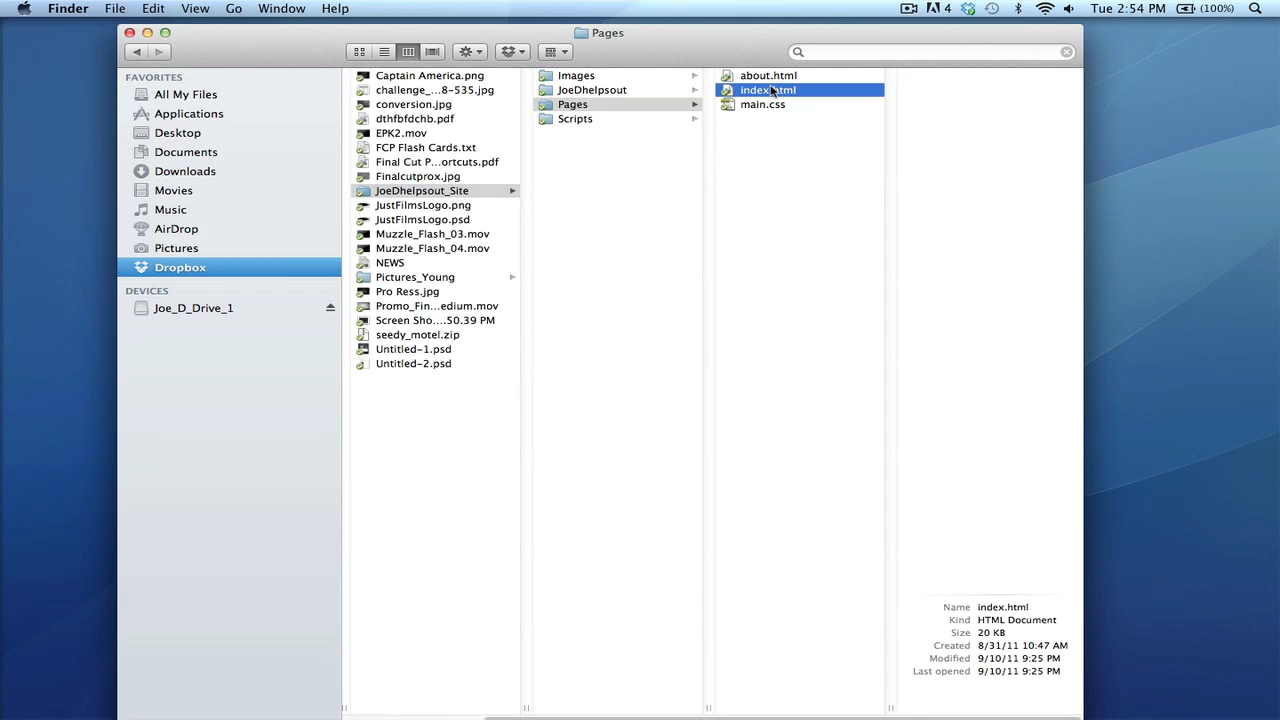 Finder File Edit View Go Window Help 4 Tue 2:54 PM (100%)
Pages
FAVORITES
All My Files
Applications
Desktop
Documents
Downloads
Movies
Music
AirDrop
Pictures
Dropbox
DEVICES
Joe_D_Drive_1
Captain America.png
challenge_...8-535.jpg
conversion.jpg
dthfbfdchb.pdf
EPK2.mov
FCP Flash Cards.txt
Final Cut P...ortcuts.pdf
Finalcutprox.jpg
JoeDhelpsout_Site
JustFilmsLogo.png
JustFilmsLogo.psd
Muzzle_Flash_03.mov
Muzzle_Flash_04.mov
NEWS
Pictures_Young
Pro Ress.jpg
Promo_Fin...edium.mov
Screen Sho....50.39 PM
seedy_motel.zip
Untitled-1.psd
Untitled-2.psd
Images
JoeDhelpsout
Pages
Scripts
about.html
index.html
main.css
Name index.html
Kind HTML Document
Size 20 KB
Created 8/31/11 10:47 AM
Modified 9/10/11 9:25 PM
Last opened 9/10/11 9:25 PM